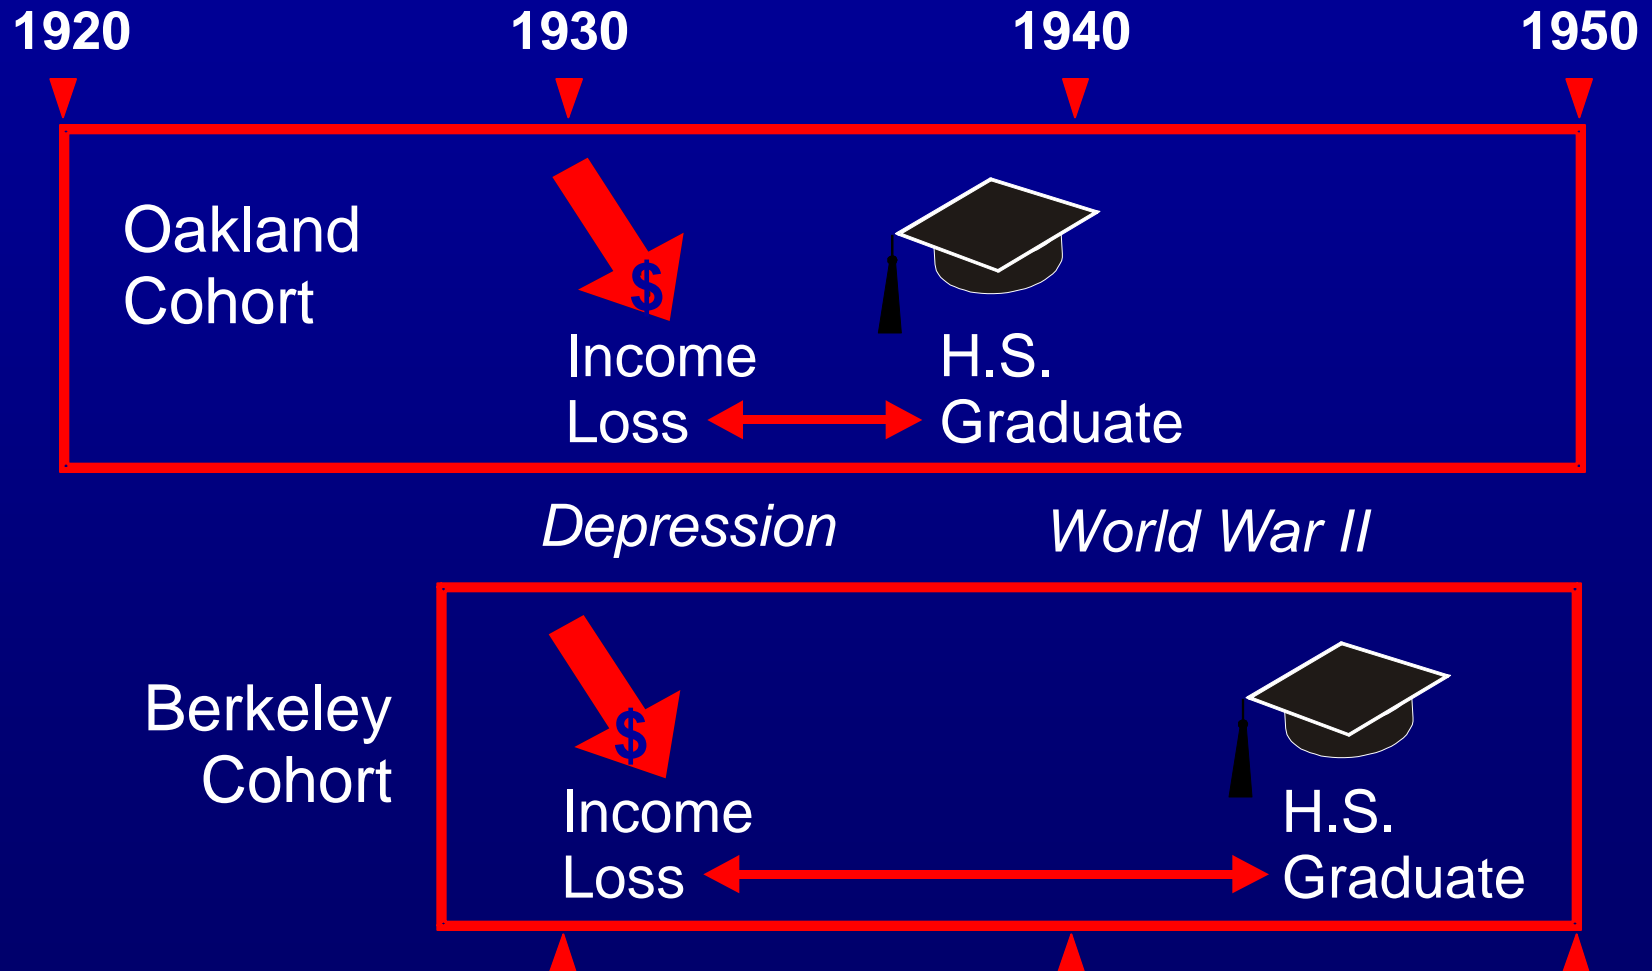 1920 1930 1940 1950
Oakland
Cohort
$
Income
Loss
H.S.
Graduate
Depression World War II
Berkeley
Cohort
$
Income
Loss
H.S.
Graduate